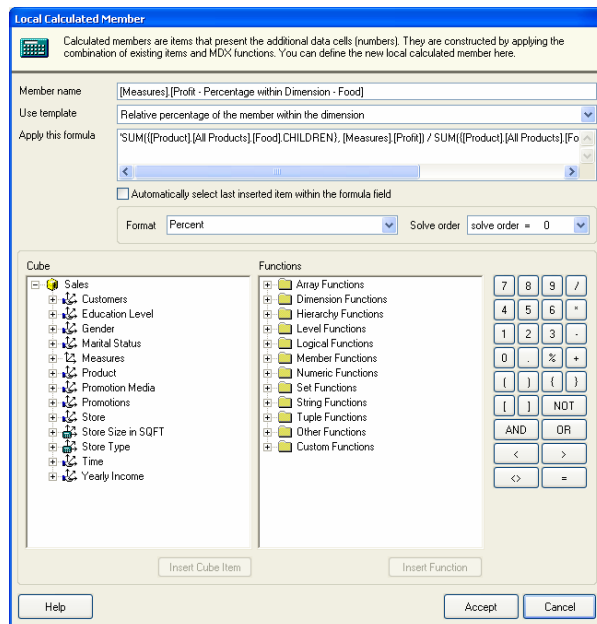 Local Calculated Member
Calculated members are items that present the additional data cells (numbers). They are constructed by applying the
combination of existing items and MDX functions. You can define the new local calculated member here.
Member name [Measures].[Profit - Percentage within Dimension - Food]
Use template Relative percentage of the member within the dimension
Apply this formula 'SUM({[Product].[All Products].[Food].CHILDREN}, [Measures].[Profit]) / SUM({[Product].[All Products].[Fo
Automatically select last inserted item within the formula field
Format Percent Solve order solve order = 0
Cube Functions
Sales Array Functions 7 8 9 /
Customers Dimension Functions
Education Level Hierarchy Functions 4 5 6 *
Gender Level Functions
Marital Status Logical Functions 1 2 3 -
Measures Member Functions
Product Numeric Functions 0 . % +
Promotion Media Set Functions
Promotions String Functions ( ) { }
Store Tuple Functions [ ] NOT
Store Size in SQFT Other Functions
Store Type Custom Functions AND OR
Time < >
Yearly Income <> =
Insert Cube Item Insert Function
Help Accept Cancel